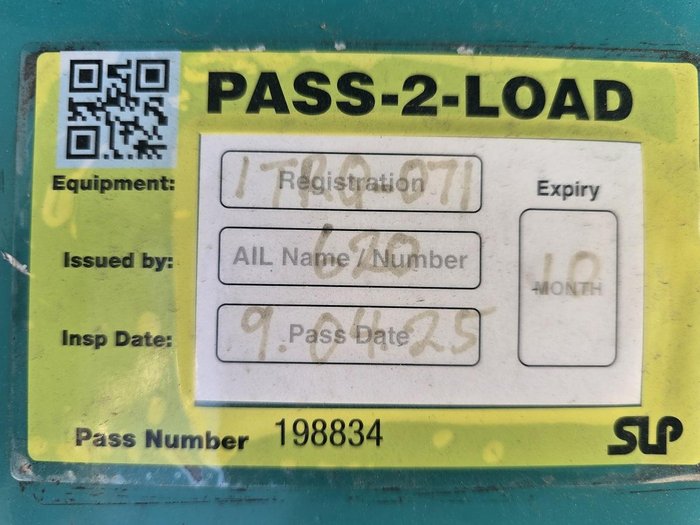 PASS-2-LOAD
Equipment: Registration 1TRQ-071
Expiry
Issued by: AIL Name / Number 620
MONTH 10
Insp Date: Pass Date 9.04.25
Pass Number 198834
SLP